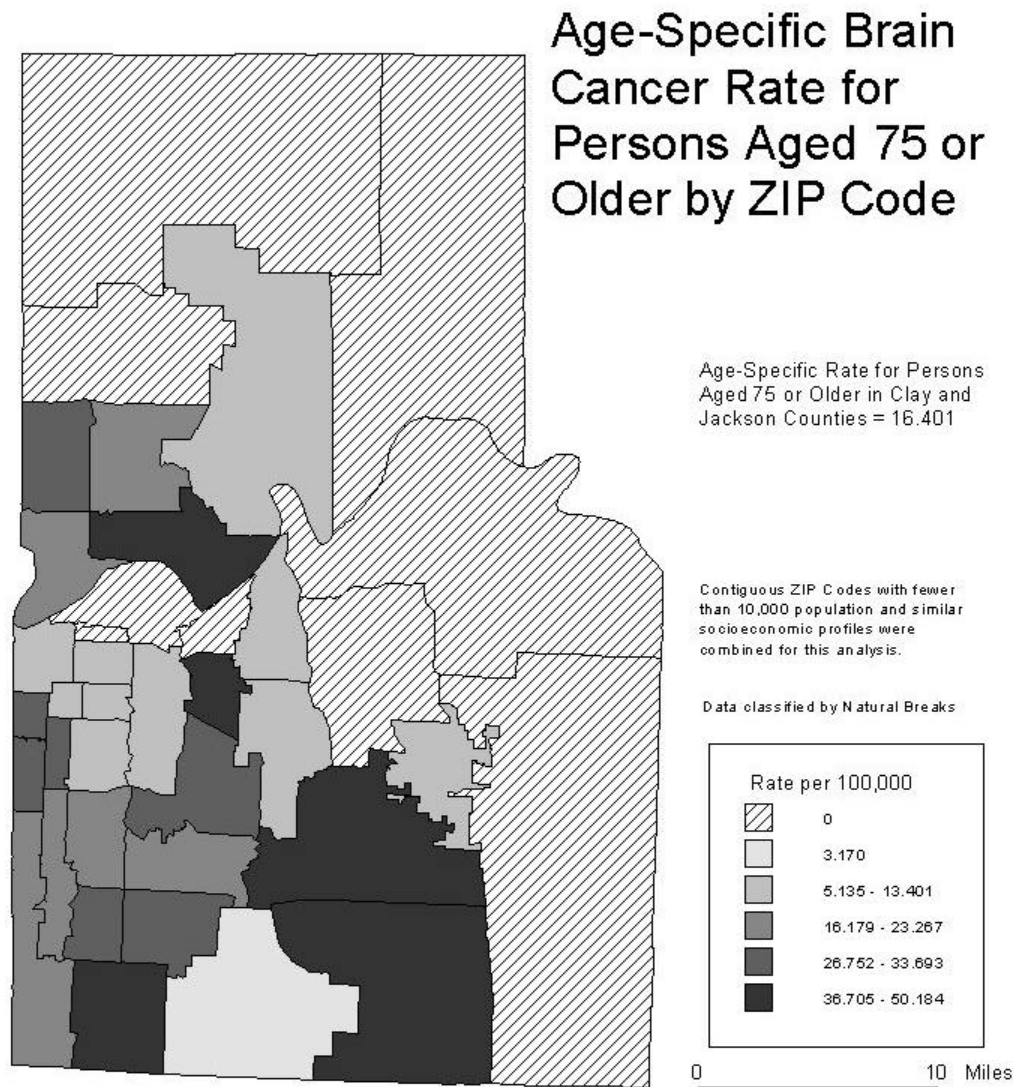 Age-Specific Brain
Cancer Rate for
Persons Aged 75 or
Older by ZIP Code
Age-Specific Rate for Persons
Aged 75 or Older in Clay and
Jackson Counties = 16.401
Contiguous ZIP Codes with fewer
than 10,000 population and similar
socioeconomic profiles were
combined for this analysis.
Data classified by Natural Breaks
Rate per 100,000
0
3.170
5.135 - 13.401
16.179 - 23.267
26.752 - 33.693
36.705 - 50.184
0 10 Miles